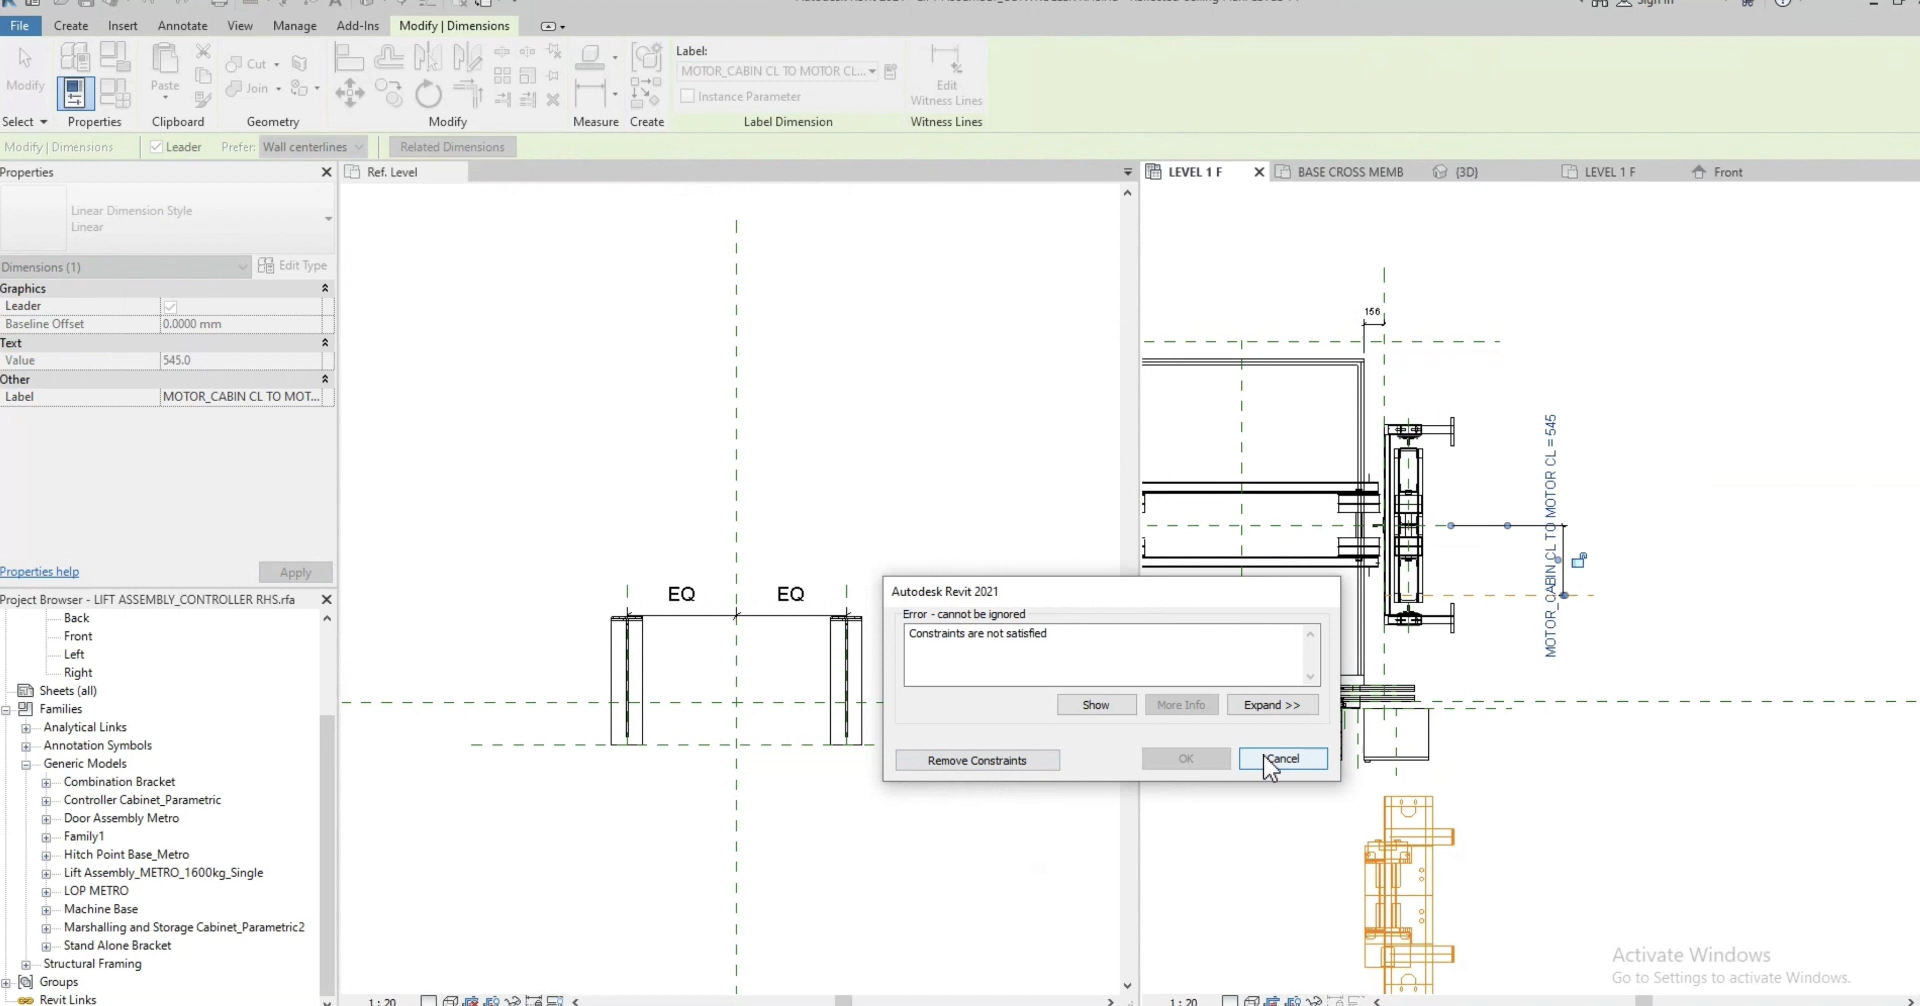 File Create Insert Annotate View Manage Add-Ins Modify | Dimensions
Modify
Select
Properties
Paste
Clipboard
Cut
Join
Geometry
Modify
Measure
Create
Label:
MOTOR_CABIN CL TO MOTOR CL...
Instance Parameter
Label Dimension
Edit
Witness Lines
Witness Lines
Modify | Dimensions Leader Prefer: Wall centerlines Related Dimensions
Properties
Linear Dimension Style
Linear
Dimensions (1) Edit Type
Graphics
Leader
Baseline Offset 0.0000 mm
Text
Value 545.0
Other
Label MOTOR_CABIN CL TO MOT...
Properties help Apply
Project Browser - LIFT ASSEMBLY_CONTROLLER RHS.rfa
Back
Front
Left
Right
Sheets (all)
Families
Analytical Links
Annotation Symbols
Generic Models
Combination Bracket
Controller Cabinet_Parametric
Door Assembly Metro
Family1
Hitch Point Base_Metro
Lift Assembly_METRO_1600kg_Single
LOP METRO
Machine Base
Marshalling and Storage Cabinet_Parametric2
Stand Alone Bracket
Structural Framing
Groups
Revit Links
Ref. Level
EQ EQ
1 : 20
LEVEL 1 F BASE CROSS MEMB {3D} LEVEL 1 F Front
156
MOTOR_CABIN CL TO MOTOR CL = 545
Autodesk Revit 2021
Error - cannot be ignored
Constraints are not satisfied
Show More Info Expand >>
Remove Constraints OK Cancel
1 : 20
Activate Windows
Go to Settings to activate Windows.